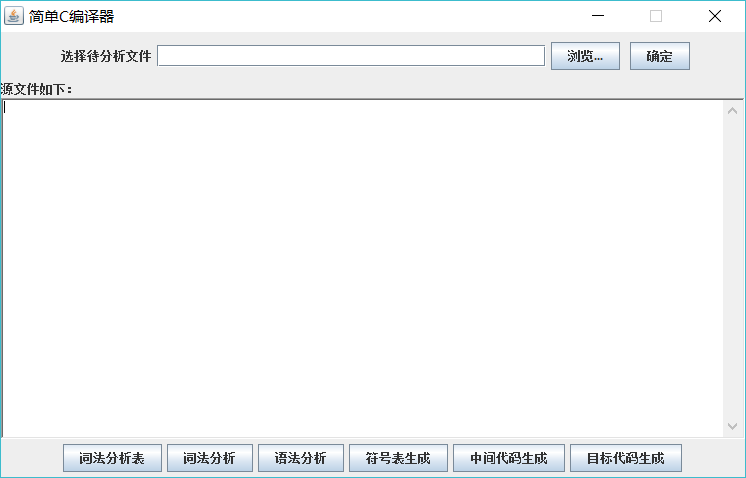 简单C编译器
选择待分析文件 浏览... 确定
源文件如下：
词法分析表 词法分析 语法分析 符号表生成 中间代码生成 目标代码生成